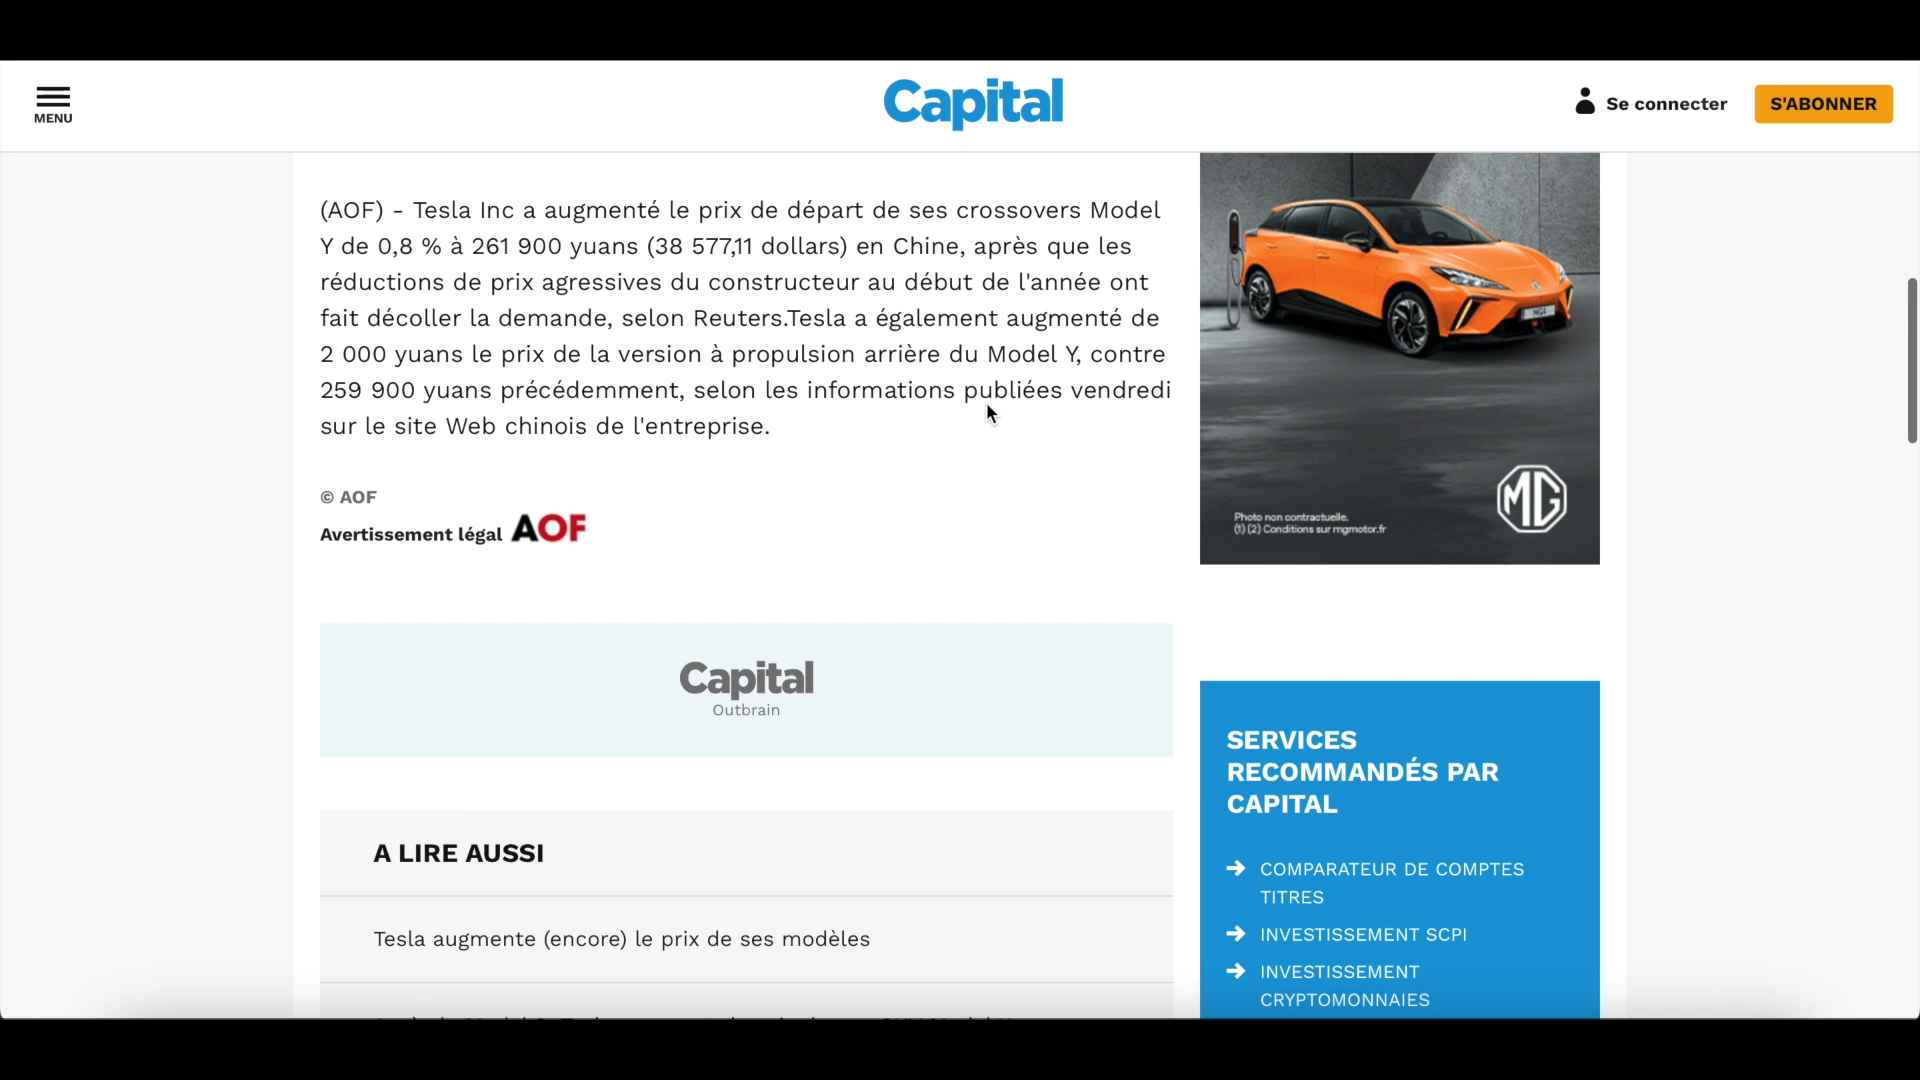 MENU
Capital
Se connecter
S'ABONNER
(AOF) - Tesla Inc a augmenté le prix de départ de ses crossovers Model
Y de 0,8 % à 261 900 yuans (38 577,11 dollars) en Chine, après que les
réductions de prix agressives du constructeur au début de l'année ont
fait décoller la demande, selon Reuters.Tesla a également augmenté de
2 000 yuans le prix de la version à propulsion arrière du Model Y, contre
259 900 yuans précédemment, selon les informations publiées vendredi
sur le site Web chinois de l'entreprise.
© AOF
Avertissement légal AOF
Capital
Outbrain
A LIRE AUSSI
Tesla augmente (encore) le prix de ses modèles
MG4
MG
Photo non contractuelle.
(1) (2) Conditions sur mgmotor.fr
SERVICES
RECOMMANDÉS PAR
CAPITAL
COMPARATEUR DE COMPTES
TITRES
INVESTISSEMENT SCPI
INVESTISSEMENT
CRYPTOMONNAIES